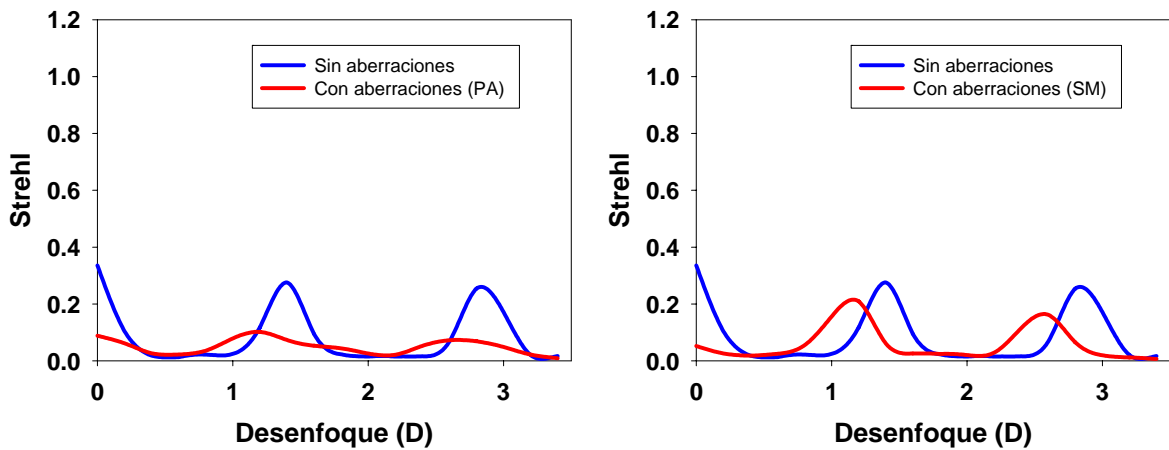 1.2
1.0
0.8
0.6
0.4
0.2
0.0
Strehl
Sin aberraciones
Con aberraciones (PA)
0 1 2 3
Desenfoque (D)
1.2
1.0
0.8
0.6
0.4
0.2
0.0
Strehl
Sin aberraciones
Con aberraciones (SM)
0 1 2 3
Desenfoque (D)